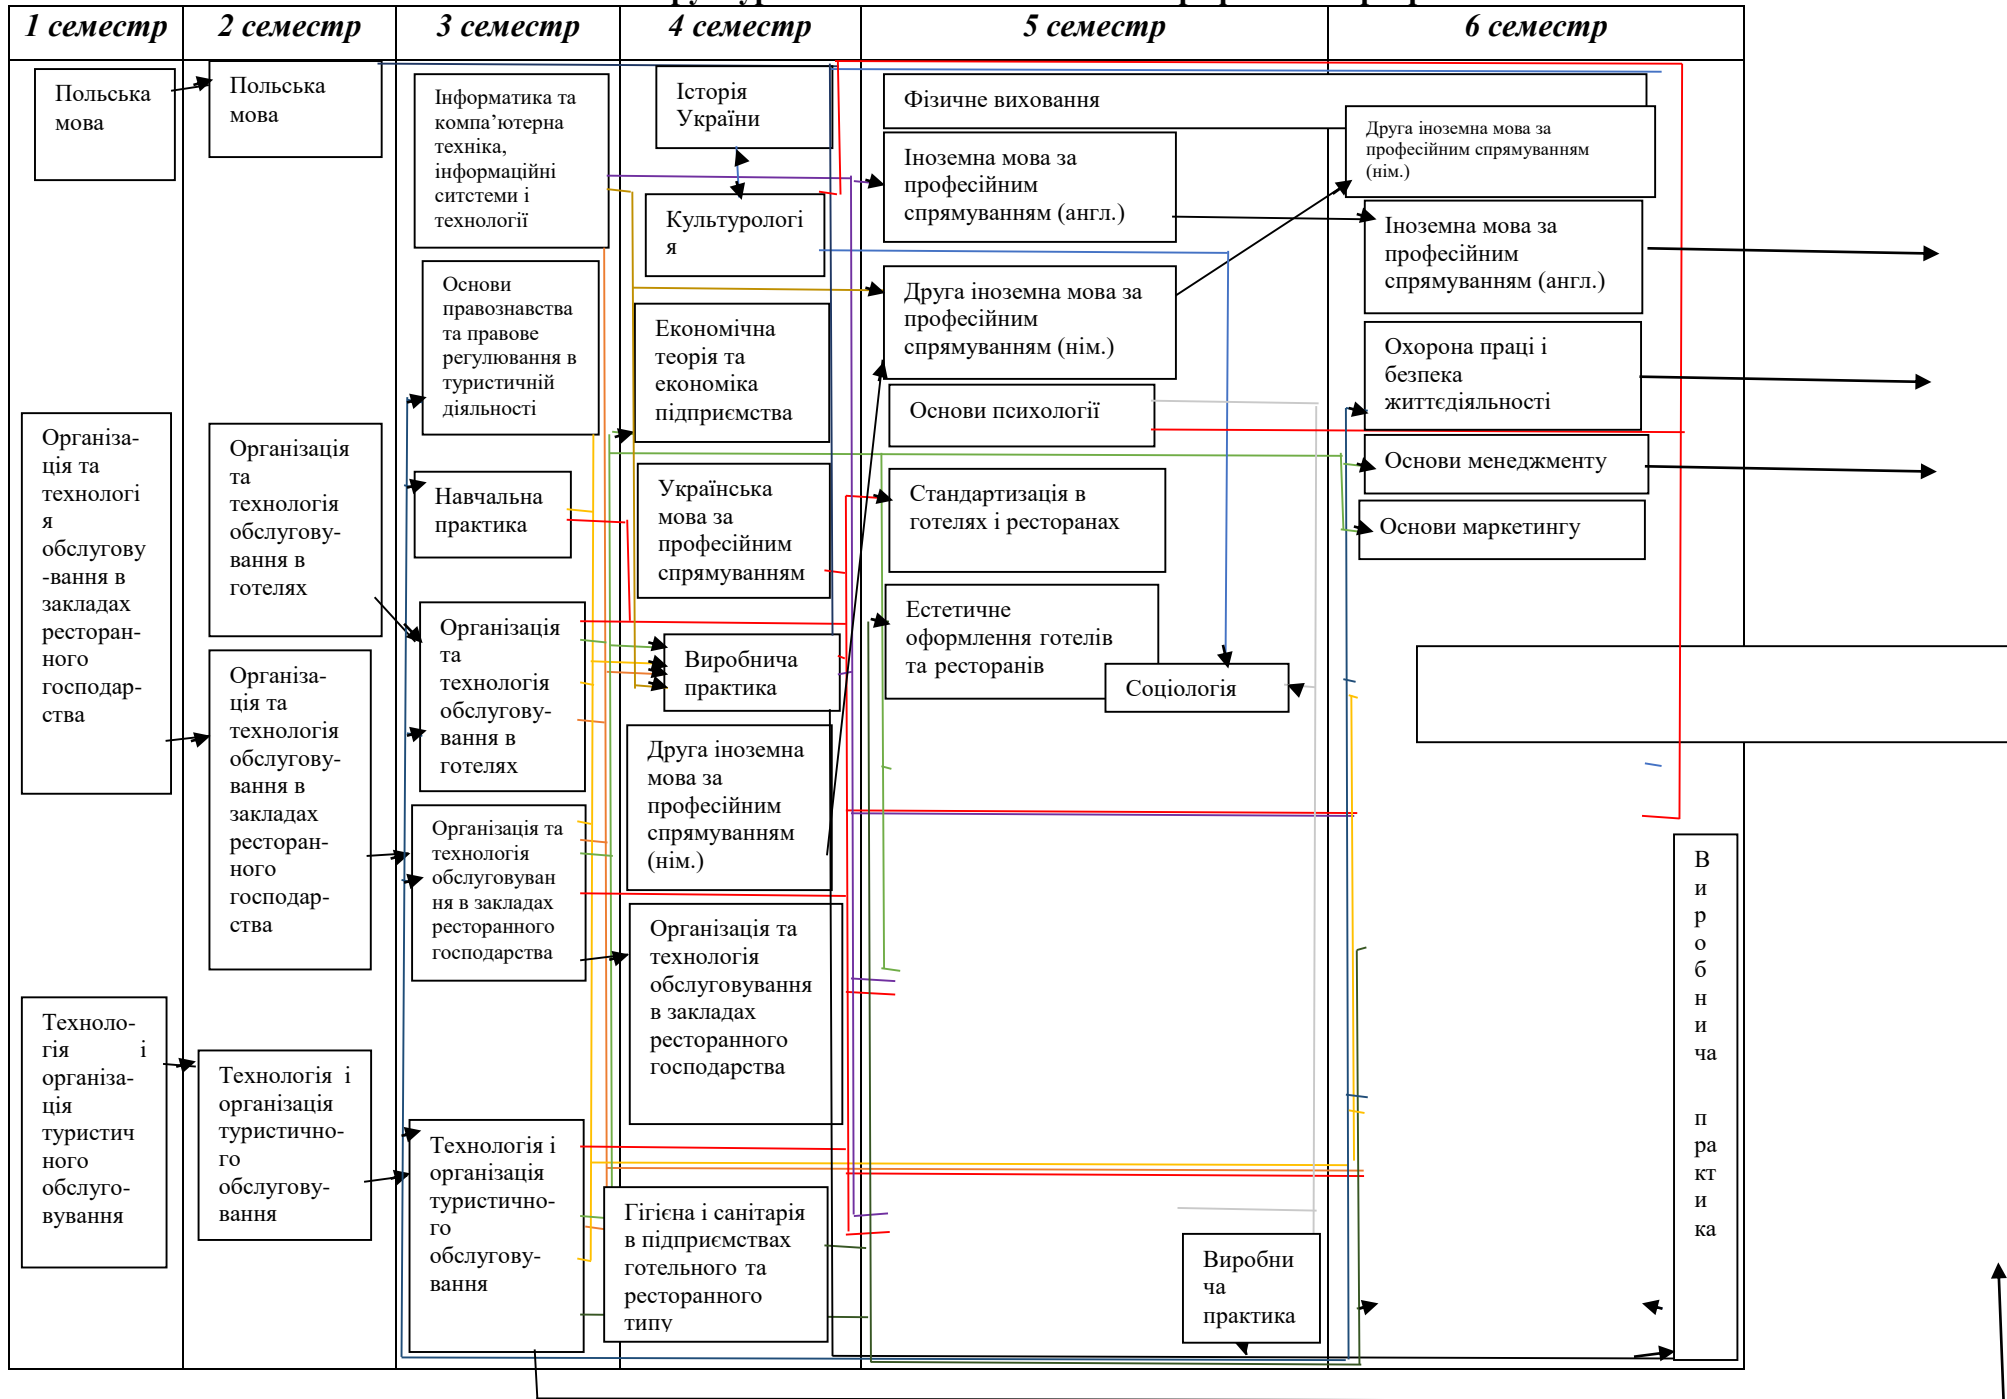 1 семестр
2 семестр
3 семестр
4 семестр
5 семестр
6 семестр
Польська
мова
Організа-
ція та
технологі
я
обслугову
-вання в
закладах
ресторан-
ного
господар-
ства
Техноло-
гія і
організа-
ція
туристич
ного
обслуго-
вування
Польська
мова
Організація
та
технологія
обслугову-
вання в
готелях
Організа-
ція та
технологія
обслугову-
вання в
закладах
ресторан-
ного
господар-
ства
Технологія і
організація
туристично-
го
обслугову-
вання
Інформатика та
компа’ютерна
техніка,
інформаційні
ситстеми і
технології
Основи
правознавства
та правове
регулювання в
туристичній
діяльності
Навчальна
практика
Організація
та
технологія
обслугову-
вання в
готелях
Організація та
технологія
обслуговуван
ня в закладах
ресторанного
господарства
Технологія і
організація
туристично-
го
обслугову-
вання
Історія
України
Культурологі
я
Економічна
теорія та
економіка
підприємства
Українська
мова за
професійним
спрямуванням
Виробнича
практика
Друга іноземна
мова за
професійним
спрямуванням
(нім.)
Організація та
технологія
обслуговування
в закладах
ресторанного
господарства
Гігієна і санітарія
в підприємствах
готельного та
ресторанного
типу
Фізичне виховання
Іноземна мова за
професійним
спрямуванням (англ.)
Друга іноземна мова за
професійним
спрямуванням (нім.)
Основи психології
Стандартизація в
готелях і ресторанах
Естетичне
оформлення готелів
та ресторанів
Соціологія
Виробни
ча
практика
Друга іноземна мова за
професійним спрямуванням
(нім.)
Іноземна мова за
професійним
спрямуванням (англ.)
Охорона праці і
безпека
життєдіяльності
Основи менеджменту
Основи маркетингу
В
и
р
о
б
н
и
ча
п
ра
кт
и
ка